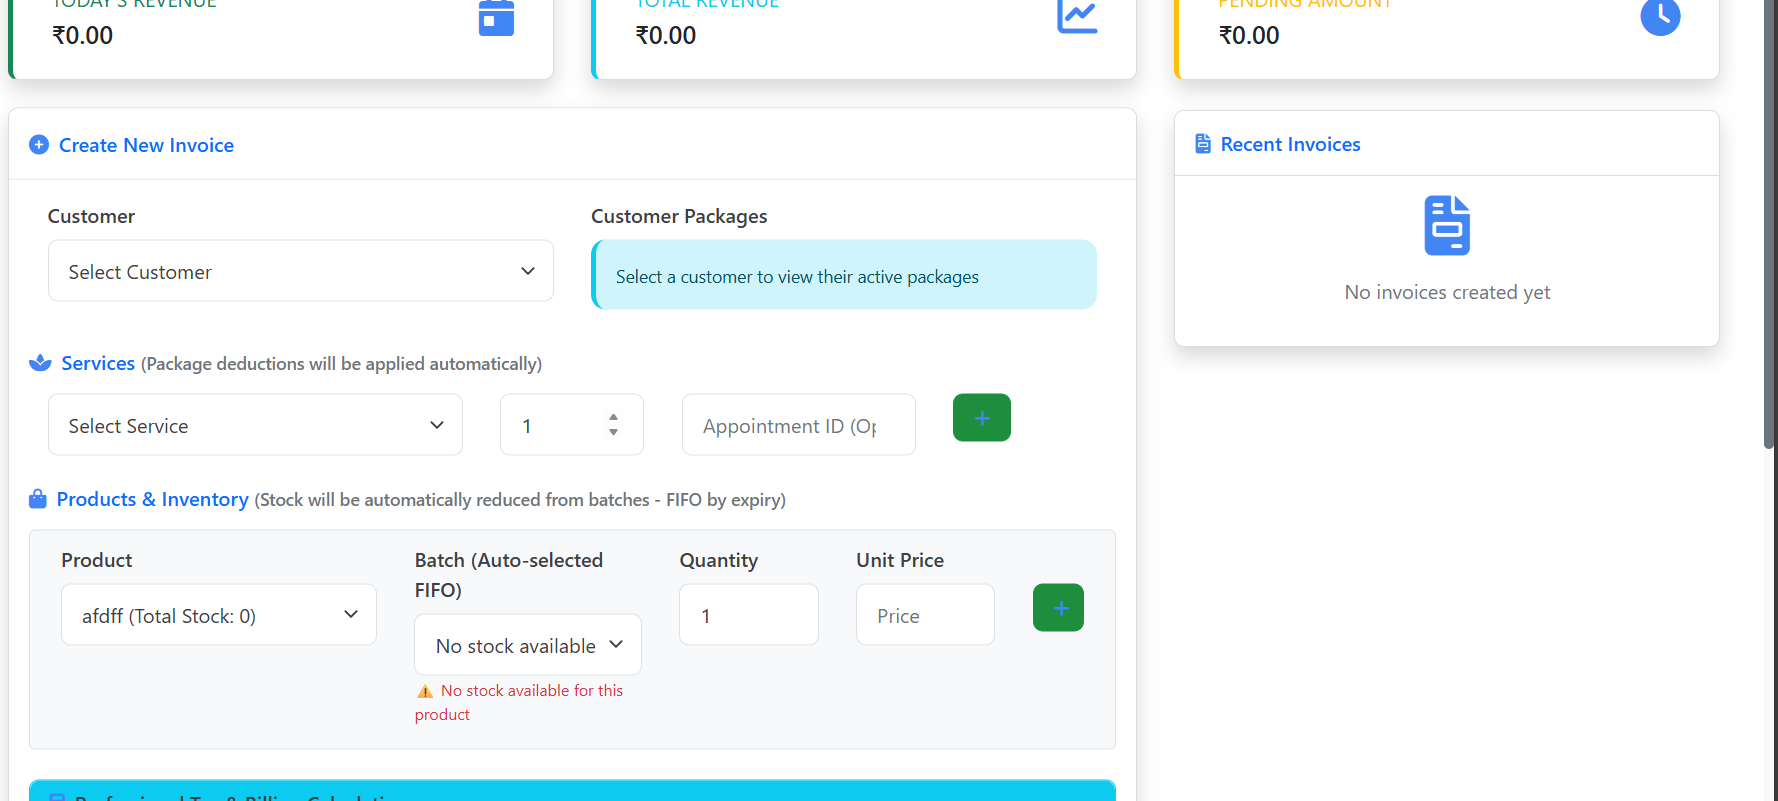 TODAY'S REVENUE
₹0.00
TOTAL REVENUE
₹0.00
PENDING AMOUNT
₹0.00
Create New Invoice
Customer
Select Customer
Customer Packages
Select a customer to view their active packages
Services (Package deductions will be applied automatically)
Select Service
1
Appointment ID (Op
Products & Inventory (Stock will be automatically reduced from batches - FIFO by expiry)
Product
afdff (Total Stock: 0)
Batch (Auto-selected
FIFO)
No stock available
No stock available for this
product
Quantity
1
Unit Price
Price
Recent Invoices
No invoices created yet
Professional Tax & Billing